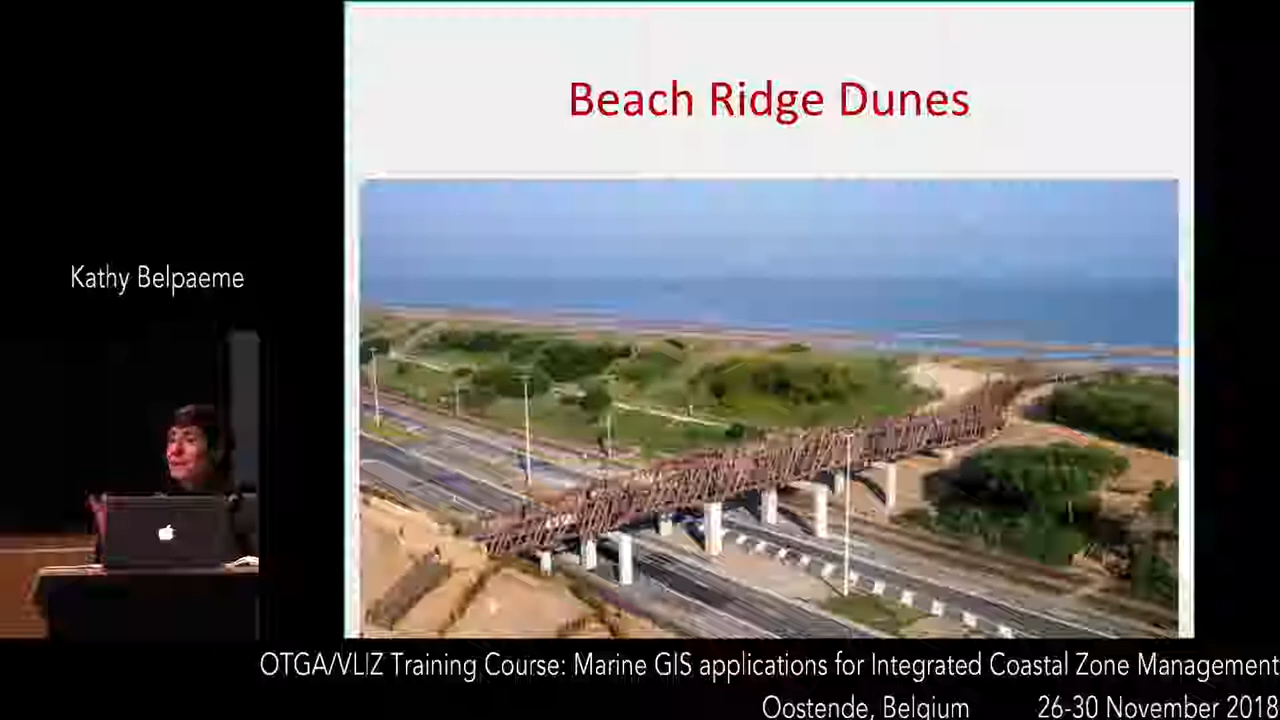 Beach Ridge Dunes
Kathy Belpaeme
OTGA/VLIZ Training Course: Marine GIS applications for Integrated Coastal Zone Management
Oostende, Belgium 26-30 November 2018